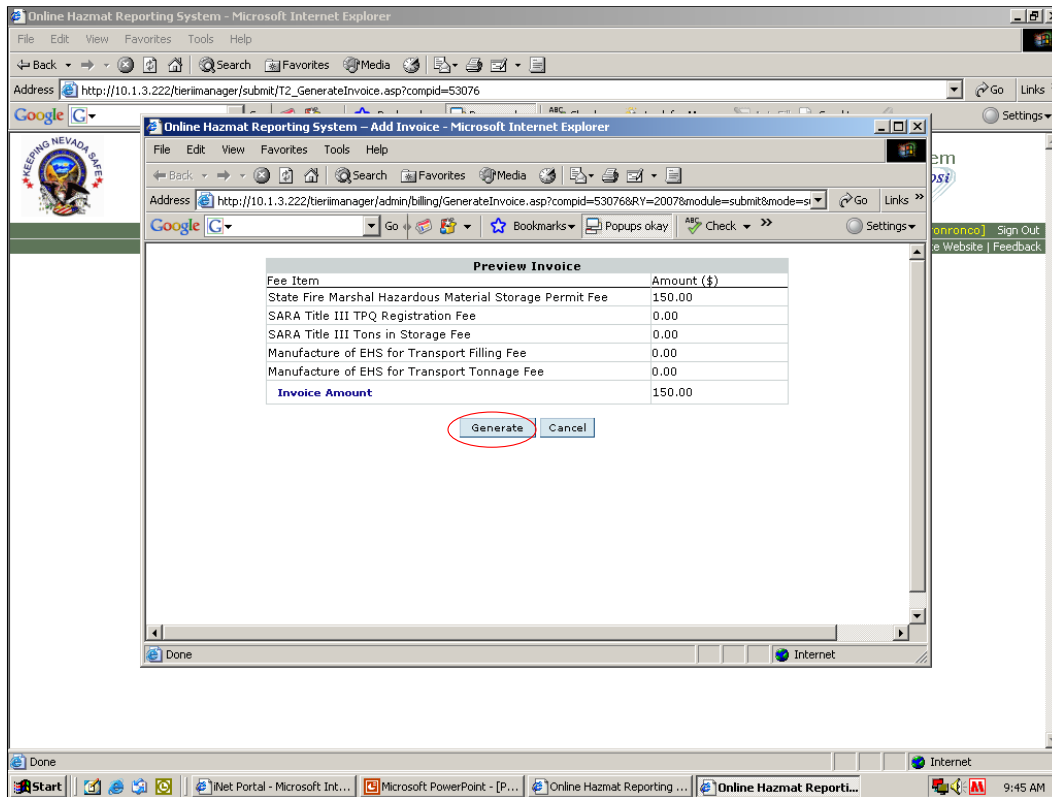 Online Hazmat Reporting System - Microsoft Internet Explorer
File Edit View Favorites Tools Help
Back Search Favorites Media
Address http://10.1.3.222/tieriimanager/submit/T2_GenerateInvoice.asp?compid=53076 Go Links
Google G Settings
KEEPING NEVADA SAFE
em
osi
onronco] Sign Out
e Website | Feedback
Online Hazmat Reporting System -- Add Invoice - Microsoft Internet Explorer
File Edit View Favorites Tools Help
Back Search Favorites Media
Address http://10.1.3.222/tieriimanager/admin/billing/GenerateInvoice.asp?compid=53076&RY=2007&module=submit&mode=s Go Links »
Google G Go Bookmarks Popups okay ABC Check » Settings
Preview Invoice
Fee Item Amount ($)
State Fire Marshal Hazardous Material Storage Permit Fee 150.00
SARA Title III TPQ Registration Fee 0.00
SARA Title III Tons in Storage Fee 0.00
Manufacture of EHS for Transport Filling Fee 0.00
Manufacture of EHS for Transport Tonnage Fee 0.00
Invoice Amount 150.00
Generate Cancel
Done Internet
Done Internet
Start iNet Portal - Microsoft Int... Microsoft PowerPoint - [P... Online Hazmat Reporting ... Online Hazmat Reporti... 9:45 AM